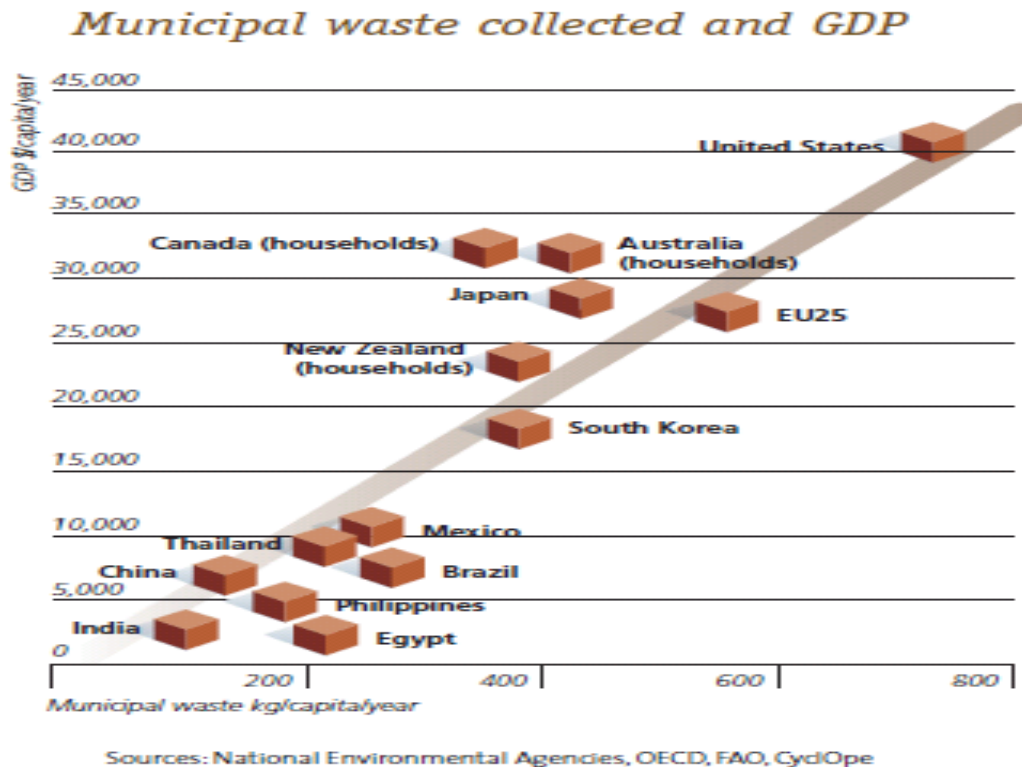 Municipal waste collected and GDP
GDP $/capita/year
45,000
40,000
United States
35,000
Canada (households)
Australia
(households)
30,000
Japan
EU25
25,000
New Zealand
(households)
20,000
South Korea
15,000
10,000
Mexico
Thailand
China
Brazil
5,000
Philippines
India
Egypt
0
200
400
600
800
Municipal waste kg/capita/year
Sources: National Environmental Agencies, OECD, FAO, CyclOpe